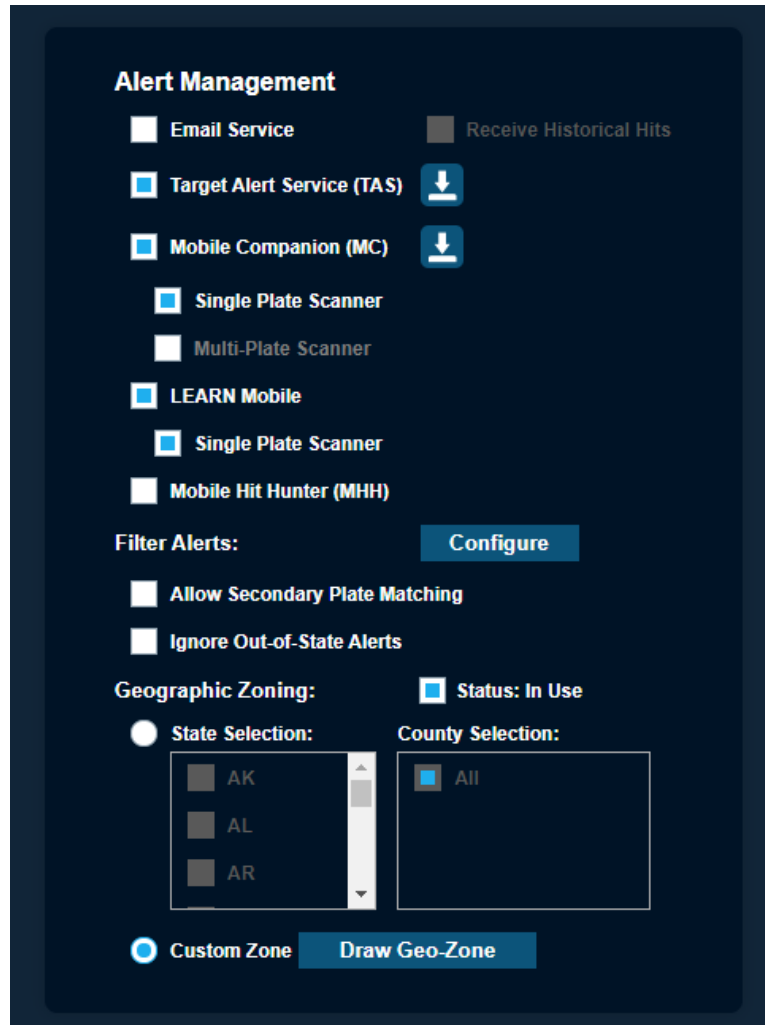 Alert Management
Email Service
Receive Historical Hits
Target Alert Service (TAS)
Mobile Companion (MC)
Single Plate Scanner
Multi-Plate Scanner
LEARN Mobile
Single Plate Scanner
Mobile Hit Hunter (MHH)
Filter Alerts:
Configure
Allow Secondary Plate Matching
Ignore Out-of-State Alerts
Geographic Zoning:
Status: In Use
State Selection:
County Selection:
AK
All
AL
AR
Custom Zone
Draw Geo-Zone